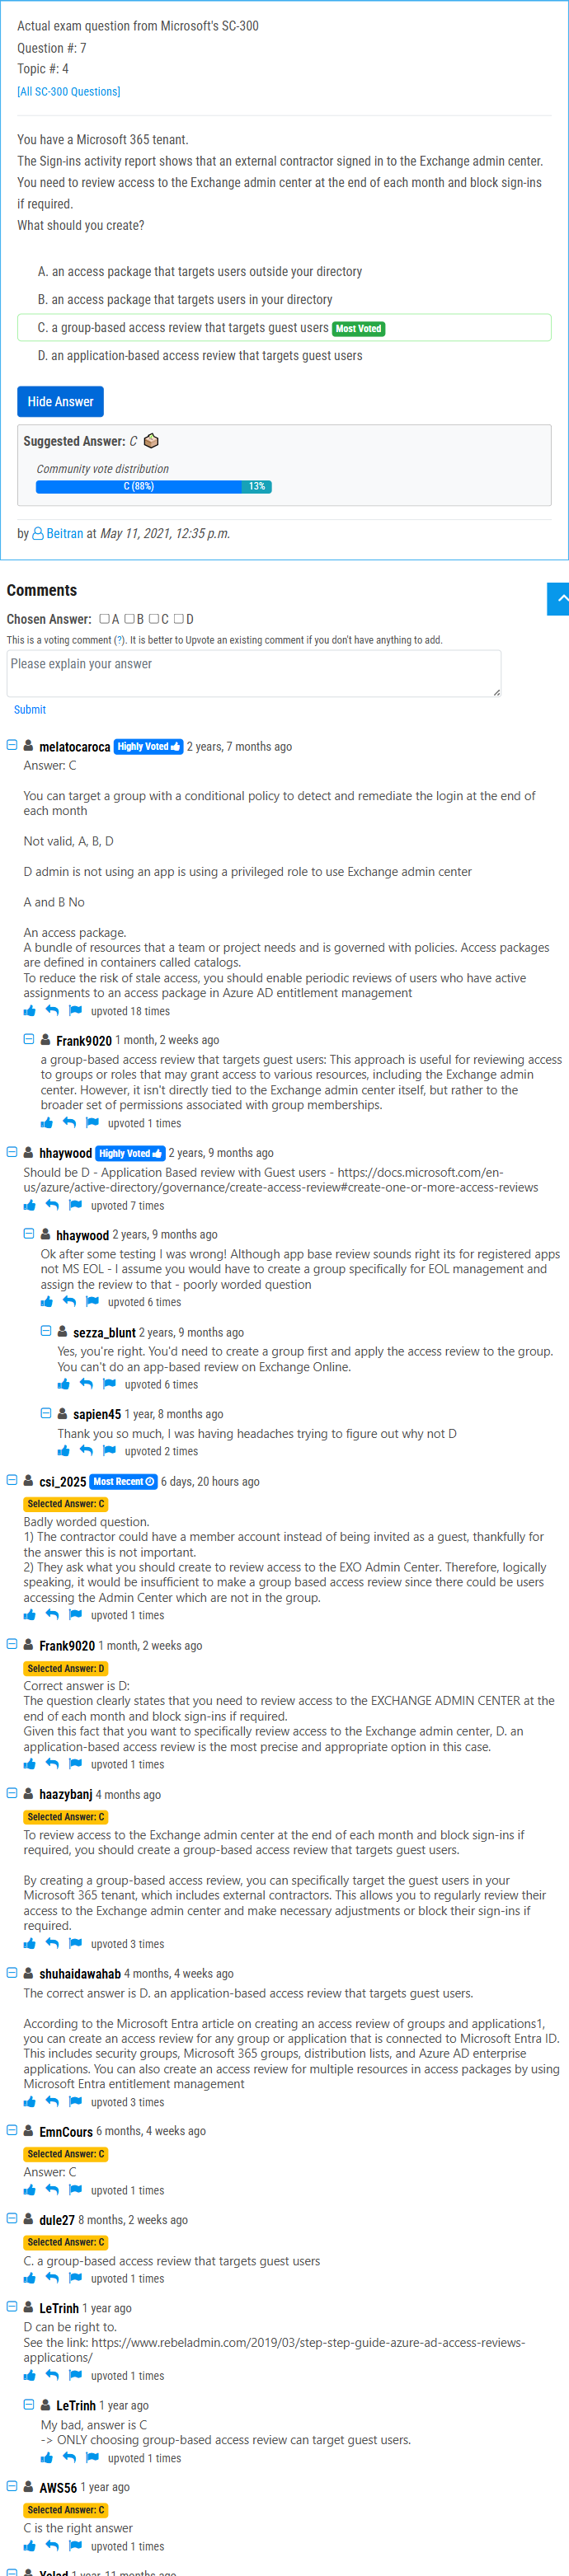 Actual exam question from Microsoft's SC-300
Question #: 7
Topic #: 4
[All SC-300 Questions]
You have a Microsoft 365 tenant.
The Sign-ins activity report shows that an external contractor signed in to the Exchange admin center.
You need to review access to the Exchange admin center at the end of each month and block sign-ins
if required.
What should you create?
A. an access package that targets users outside your directory
B. an access package that targets users in your directory
C. a group-based access review that targets guest users Most Voted
D. an application-based access review that targets guest users
Hide Answer
Suggested Answer: C
Community vote distribution
C (88%) 13%
by Beitran at May 11, 2021, 12:35 p.m.
Comments
Chosen Answer: A B C D
This is a voting comment (?). It is better to Upvote an existing comment if you don't have anything to add.
Please explain your answer
Submit
melatocaroca Highly Voted 2 years, 7 months ago
Answer: C
You can target a group with a conditional policy to detect and remediate the login at the end of
each month
Not valid, A, B, D
D admin is not using an app is using a privileged role to use Exchange admin center
A and B No
An access package.
A bundle of resources that a team or project needs and is governed with policies. Access packages
are defined in containers called catalogs.
To reduce the risk of stale access, you should enable periodic reviews of users who have active
assignments to an access package in Azure AD entitlement management
upvoted 18 times
Frank9020 1 month, 2 weeks ago
a group-based access review that targets guest users: This approach is useful for reviewing access
to groups or roles that may grant access to various resources, including the Exchange admin
center. However, it isn't directly tied to the Exchange admin center itself, but rather to the
broader set of permissions associated with group memberships.
upvoted 1 times
hhaywood Highly Voted 2 years, 9 months ago
Should be D - Application Based review with Guest users - https://docs.microsoft.com/en-
us/azure/active-directory/governance/create-access-review#create-one-or-more-access-reviews
upvoted 7 times
hhaywood 2 years, 9 months ago
Ok after some testing I was wrong! Although app base review sounds right its for registered apps
not MS EOL - I assume you would have to create a group specifically for EOL management and
assign the review to that - poorly worded question
upvoted 6 times
sezza_blunt 2 years, 9 months ago
Yes, you're right. You'd need to create a group first and apply the access review to the group.
You can't do an app-based review on Exchange Online.
upvoted 6 times
sapien45 1 year, 8 months ago
Thank you so much, I was having headaches trying to figure out why not D
upvoted 2 times
csi_2025 Most Recent 6 days, 20 hours ago
Selected Answer: C
Badly worded question.
1) The contractor could have a member account instead of being invited as a guest, thankfully for
the answer this is not important.
2) They ask what you should create to review access to the EXO Admin Center. Therefore, logically
speaking, it would be insufficient to make a group based access review since there could be users
accessing the Admin Center which are not in the group.
upvoted 1 times
Frank9020 1 month, 2 weeks ago
Selected Answer: D
Correct answer is D:
The question clearly states that you need to review access to the EXCHANGE ADMIN CENTER at the
end of each month and block sign-ins if required.
Given this fact that you want to specifically review access to the Exchange admin center, D. an
application-based access review is the most precise and appropriate option in this case.
upvoted 1 times
haazybanj 4 months ago
Selected Answer: C
To review access to the Exchange admin center at the end of each month and block sign-ins if
required, you should create a group-based access review that targets guest users.
By creating a group-based access review, you can specifically target the guest users in your
Microsoft 365 tenant, which includes external contractors. This allows you to regularly review their
access to the Exchange admin center and make necessary adjustments or block their sign-ins if
required.
upvoted 3 times
shuhaidawahab 4 months, 4 weeks ago
The correct answer is D. an application-based access review that targets guest users.
According to the Microsoft Entra article on creating an access review of groups and applications1,
you can create an access review for any group or application that is connected to Microsoft Entra ID.
This includes security groups, Microsoft 365 groups, distribution lists, and Azure AD enterprise
applications. You can also create an access review for multiple resources in access packages by using
Microsoft Entra entitlement management
upvoted 3 times
EmnCours 6 months, 4 weeks ago
Selected Answer: C
Answer: C
upvoted 1 times
dule27 8 months, 2 weeks ago
Selected Answer: C
C. a group-based access review that targets guest users
upvoted 1 times
LeTrinh 1 year ago
D can be right to.
See the link: https://www.rebeladmin.com/2019/03/step-step-guide-azure-ad-access-reviews-
applications/
upvoted 1 times
LeTrinh 1 year ago
My bad, answer is C
-> ONLY choosing group-based access review can target guest users.
upvoted 1 times
AWS56 1 year ago
Selected Answer: C
C is the right answer
upvoted 1 times